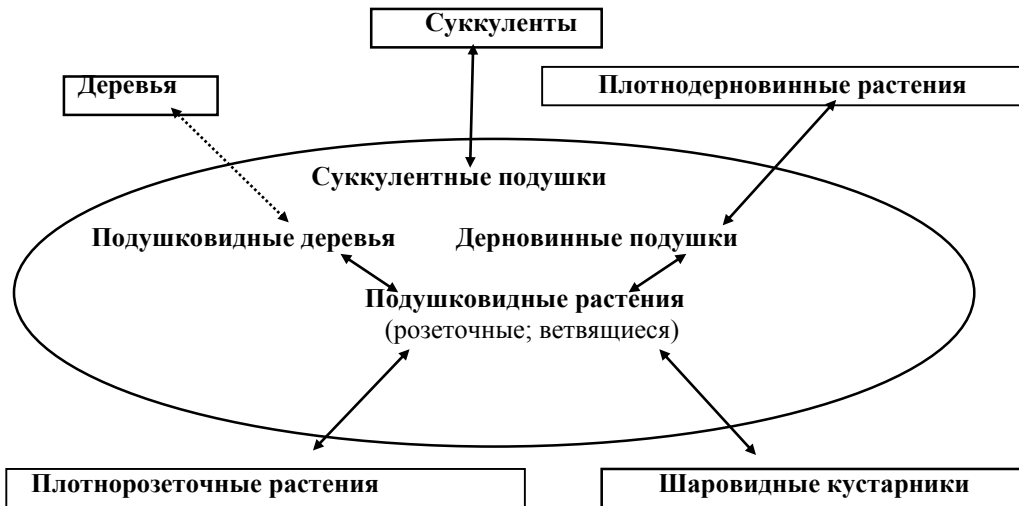 Суккуленты
Деревья
Плотнодерновинные растения
Суккулентные подушки
Подушковидные деревья
Дерновинные подушки
Подушковидные растения
(розеточные; ветвящиеся)
Плотнорозеточные растения
Шаровидные кустарники